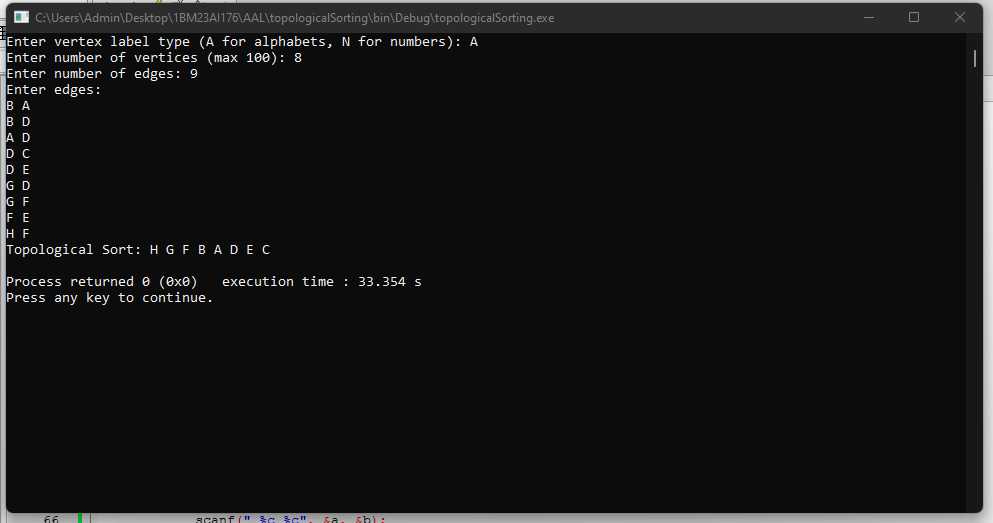 C:\Users\Admin\Desktop\1BM23AI176\AAL\topologicalSorting\bin\Debug\topologicalSorting.exe
Enter vertex label type (A for alphabets, N for numbers): A
Enter number of vertices (max 100): 8
Enter number of edges: 9
Enter edges:
B A
B D
A D
D C
D E
G D
G F
F E
H F
Topological Sort: H G F B A D E C
Process returned 0 (0x0)   execution time : 33.354 s
Press any key to continue.
66 scanf(" %c %c", &a, &b);